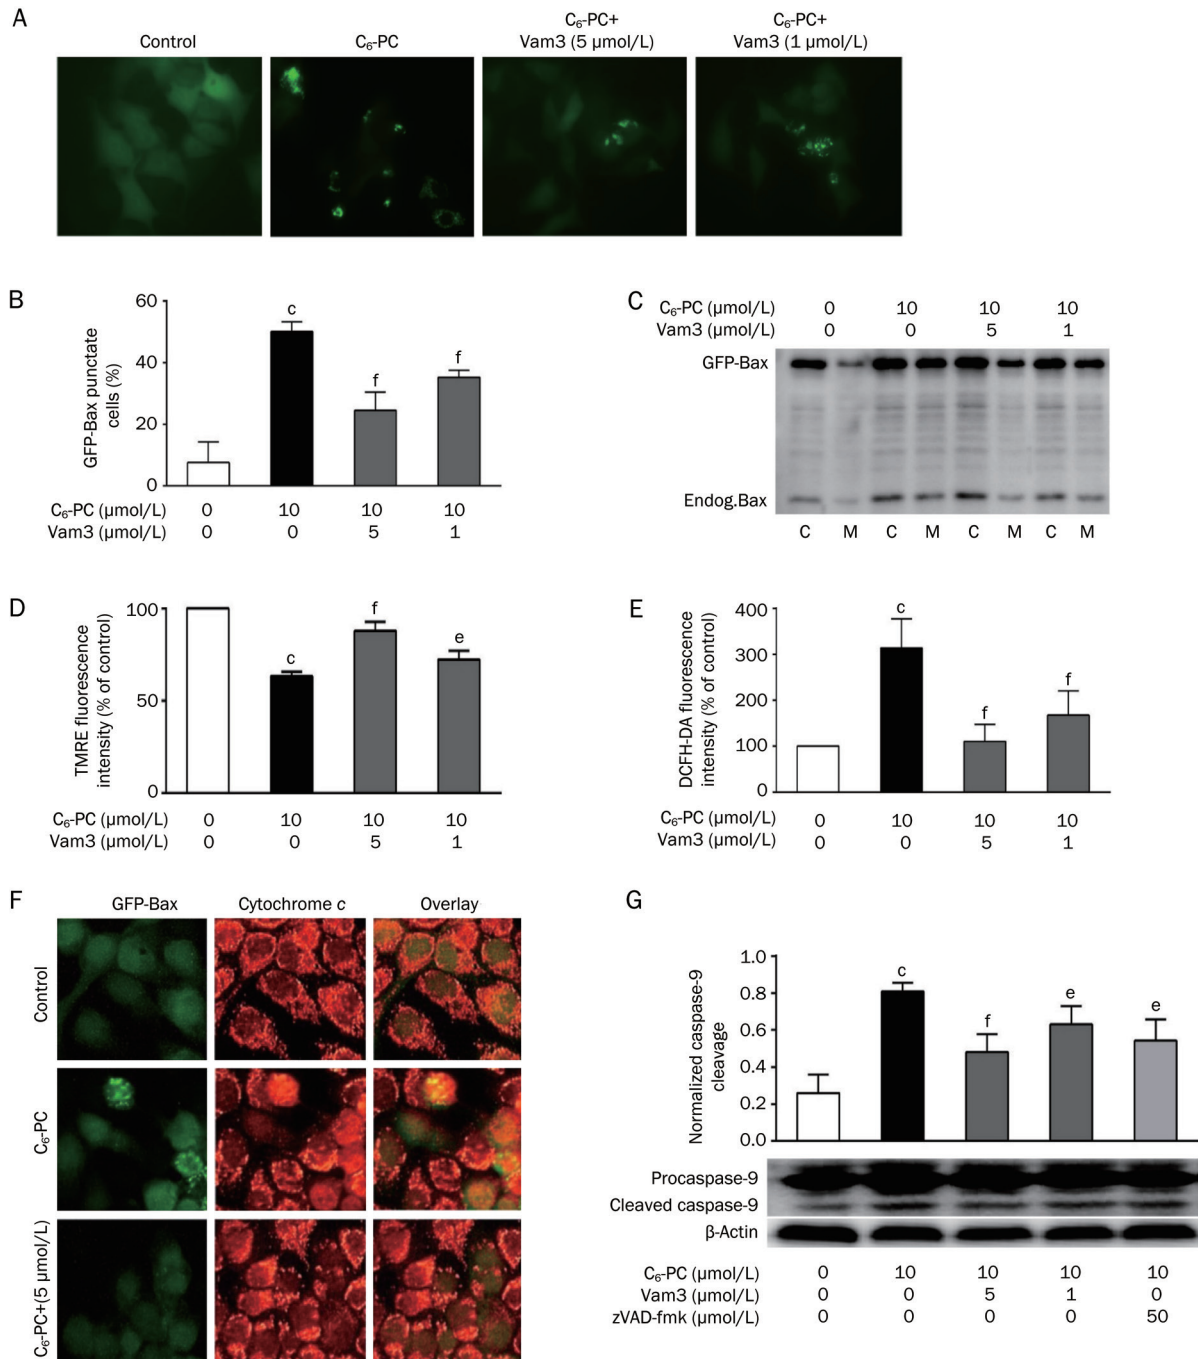 A
Control
C₆-PC
C₆-PC+
Vam3 (5 μmol/L)
C₆-PC+
Vam3 (1 μmol/L)
B
GFP-Bax punctate
cells (%)
60
40
20
0
c
f
f
C₆-PC (μmol/L) 0 10 10 10
Vam3 (μmol/L) 0 0 5 1
C
C₆-PC (μmol/L) 0 10 10 10
Vam3 (μmol/L) 0 0 5 1
GFP-Bax
Endog.Bax
C M C M C M C M
D
TMRE fluorescence
intensity (% of control)
100
50
0
c
f
e
C₆-PC (μmol/L) 0 10 10 10
Vam3 (μmol/L) 0 0 5 1
E
DCFH-DA fluorescence
intensity (% of control)
400
300
200
100
0
c
f
f
C₆-PC (μmol/L) 0 10 10 10
Vam3 (μmol/L) 0 0 5 1
F
GFP-Bax Cytochrome c Overlay
Control
C₆-PC
C₆-PC+(5 μmol/L)
G
Normalized caspase-9
cleavage
1.0
0.8
0.6
0.4
0.2
0.0
c
f
e
e
Procaspase-9
Cleaved caspase-9
β-Actin
C₆-PC (μmol/L) 0 10 10 10 10
Vam3 (μmol/L) 0 0 5 1 0
zVAD-fmk (μmol/L) 0 0 0 0 50